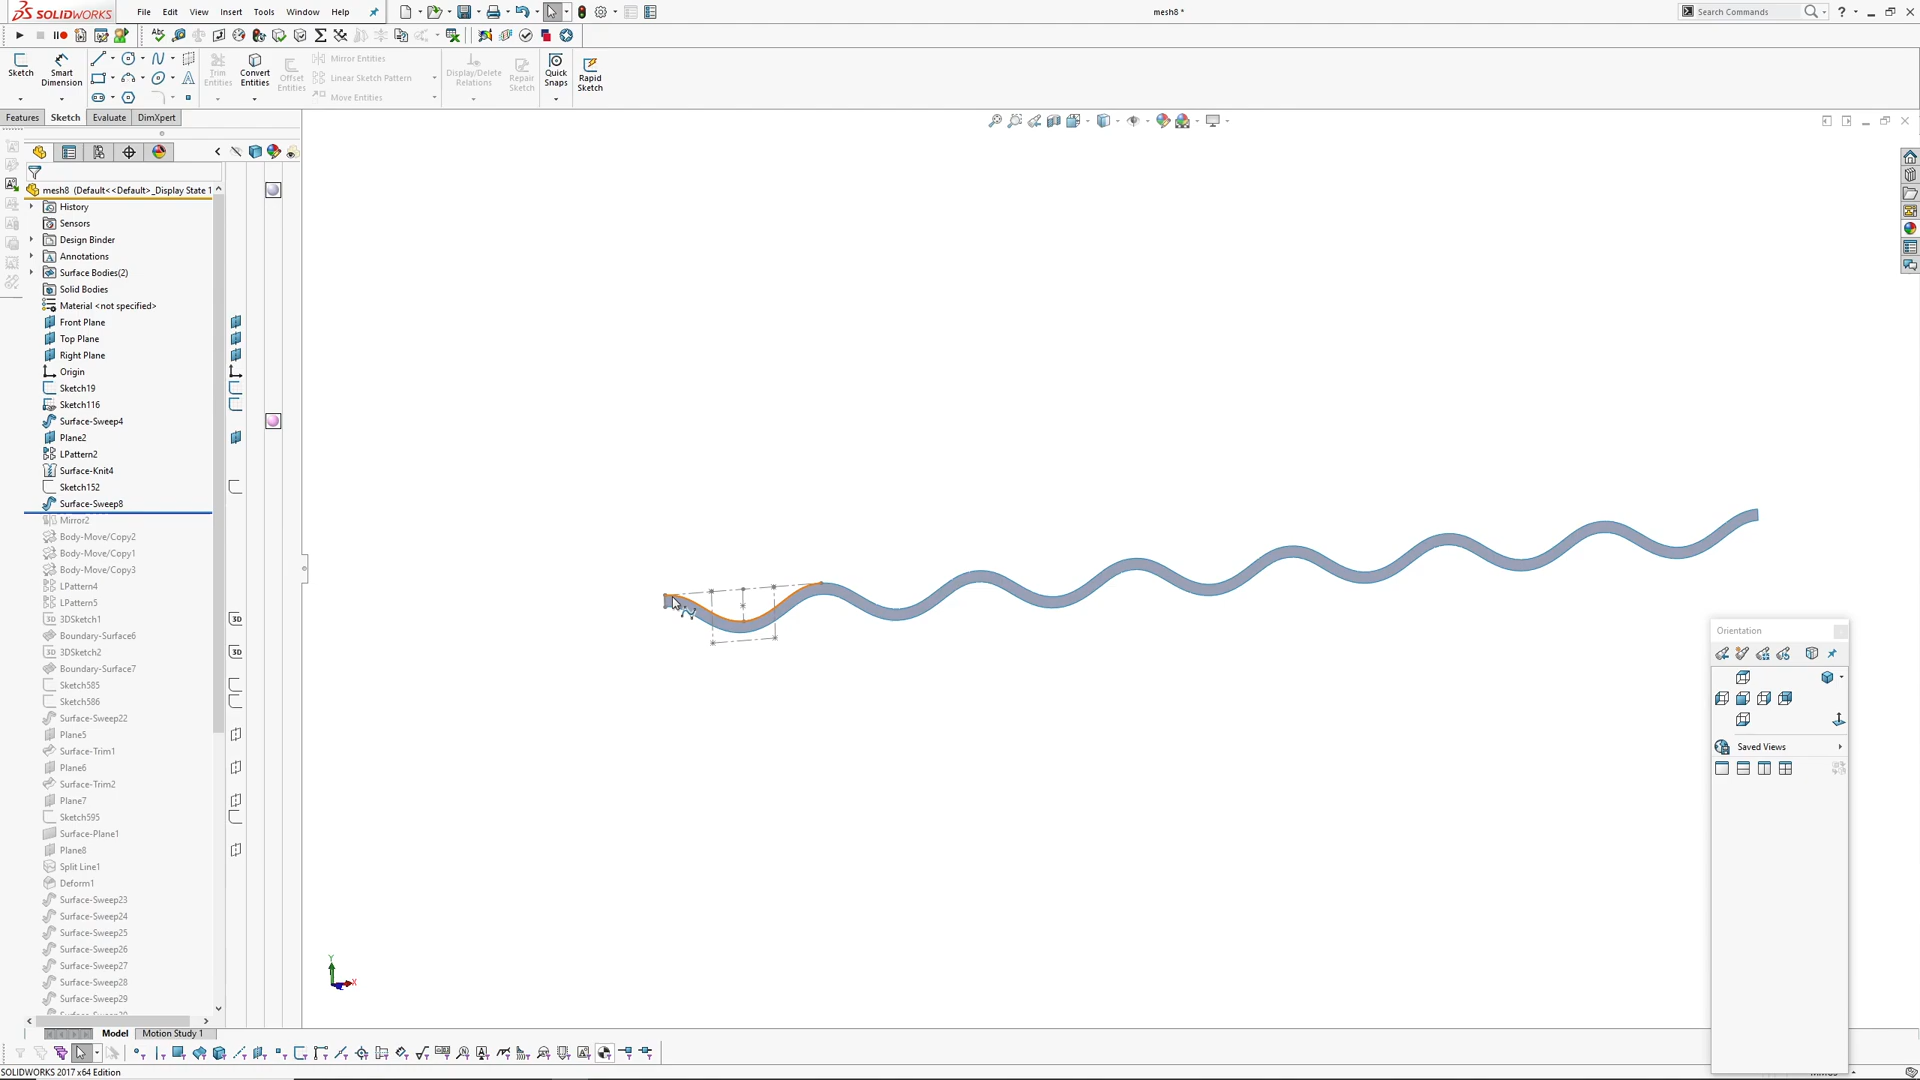 SOLIDWORKS File Edit View Insert Tools Window Help mesh8 * Search Commands
Sketch Smart Dimension Trim Entities Convert Entities Offset Entities Mirror Entities Linear Sketch Pattern Move Entities Display/Delete Relations Repair Sketch Quick Snaps Rapid Sketch
Features Sketch Evaluate DimXpert
mesh8 (Default<<Default>_Display State 1
History
Sensors
Design Binder
Annotations
Surface Bodies(2)
Solid Bodies
Material <not specified>
Front Plane
Top Plane
Right Plane
Origin
Sketch19
Sketch116
Surface-Sweep4
Plane2
LPattern2
Surface-Knit4
Sketch152
Surface-Sweep8
Mirror2
Body-Move/Copy2
Body-Move/Copy1
Body-Move/Copy3
LPattern4
LPattern5
3DSketch1
3D
Boundary-Surface6
3DSketch2
3D
Boundary-Surface7
Sketch585
Sketch586
Surface-Sweep22
Plane5
Surface-Trim1
Plane6
Surface-Trim2
Plane7
Sketch595
Surface-Plane1
Plane8
Split Line1
Deform1
Surface-Sweep23
Surface-Sweep24
Surface-Sweep25
Surface-Sweep26
Surface-Sweep27
Surface-Sweep28
Surface-Sweep29
Orientation
Saved Views
Y
X
Model Motion Study 1
SOLIDWORKS 2017 x64 Edition